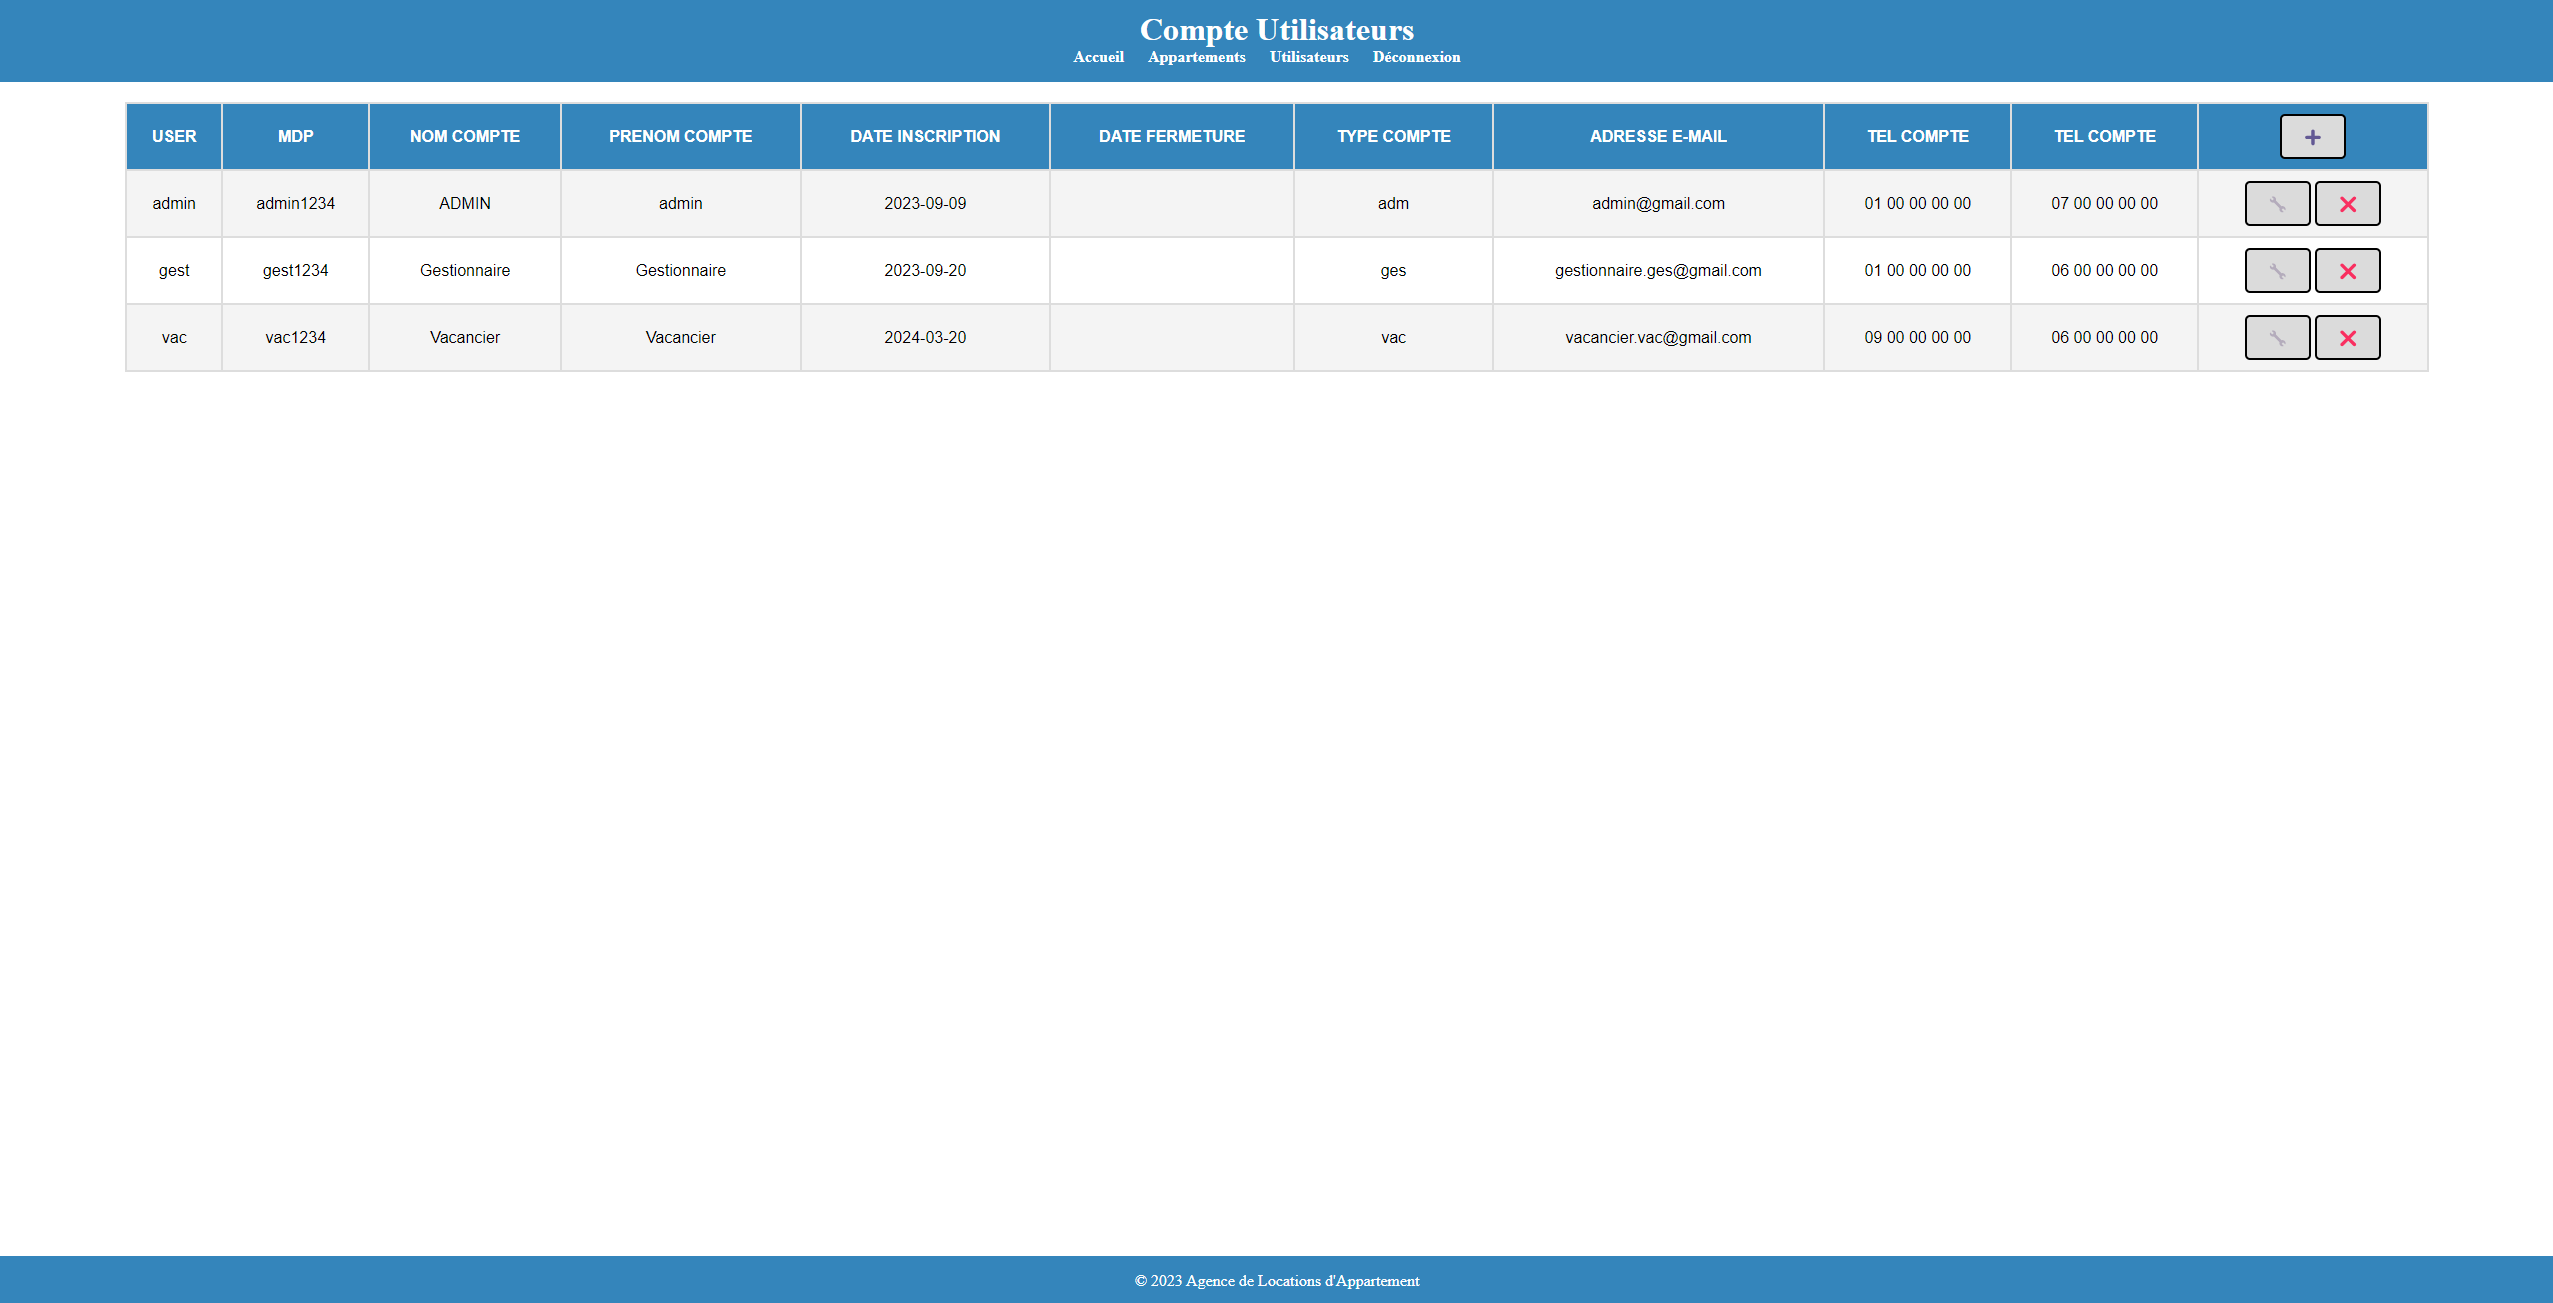 Compte Utilisateurs
Accueil Appartements Utilisateurs Déconnexion
USER MDP NOM COMPTE PRENOM COMPTE DATE INSCRIPTION DATE FERMETURE TYPE COMPTE ADRESSE E-MAIL TEL COMPTE TEL COMPTE
admin admin1234 ADMIN admin 2023-09-09 adm admin@gmail.com 01 00 00 00 00 07 00 00 00 00
gest gest1234 Gestionnaire Gestionnaire 2023-09-20 ges gestionnaire.ges@gmail.com 01 00 00 00 00 06 00 00 00 00
vac vac1234 Vacancier Vacancier 2024-03-20 vac vacancier.vac@gmail.com 09 00 00 00 00 06 00 00 00 00
© 2023 Agence de Locations d'Appartement